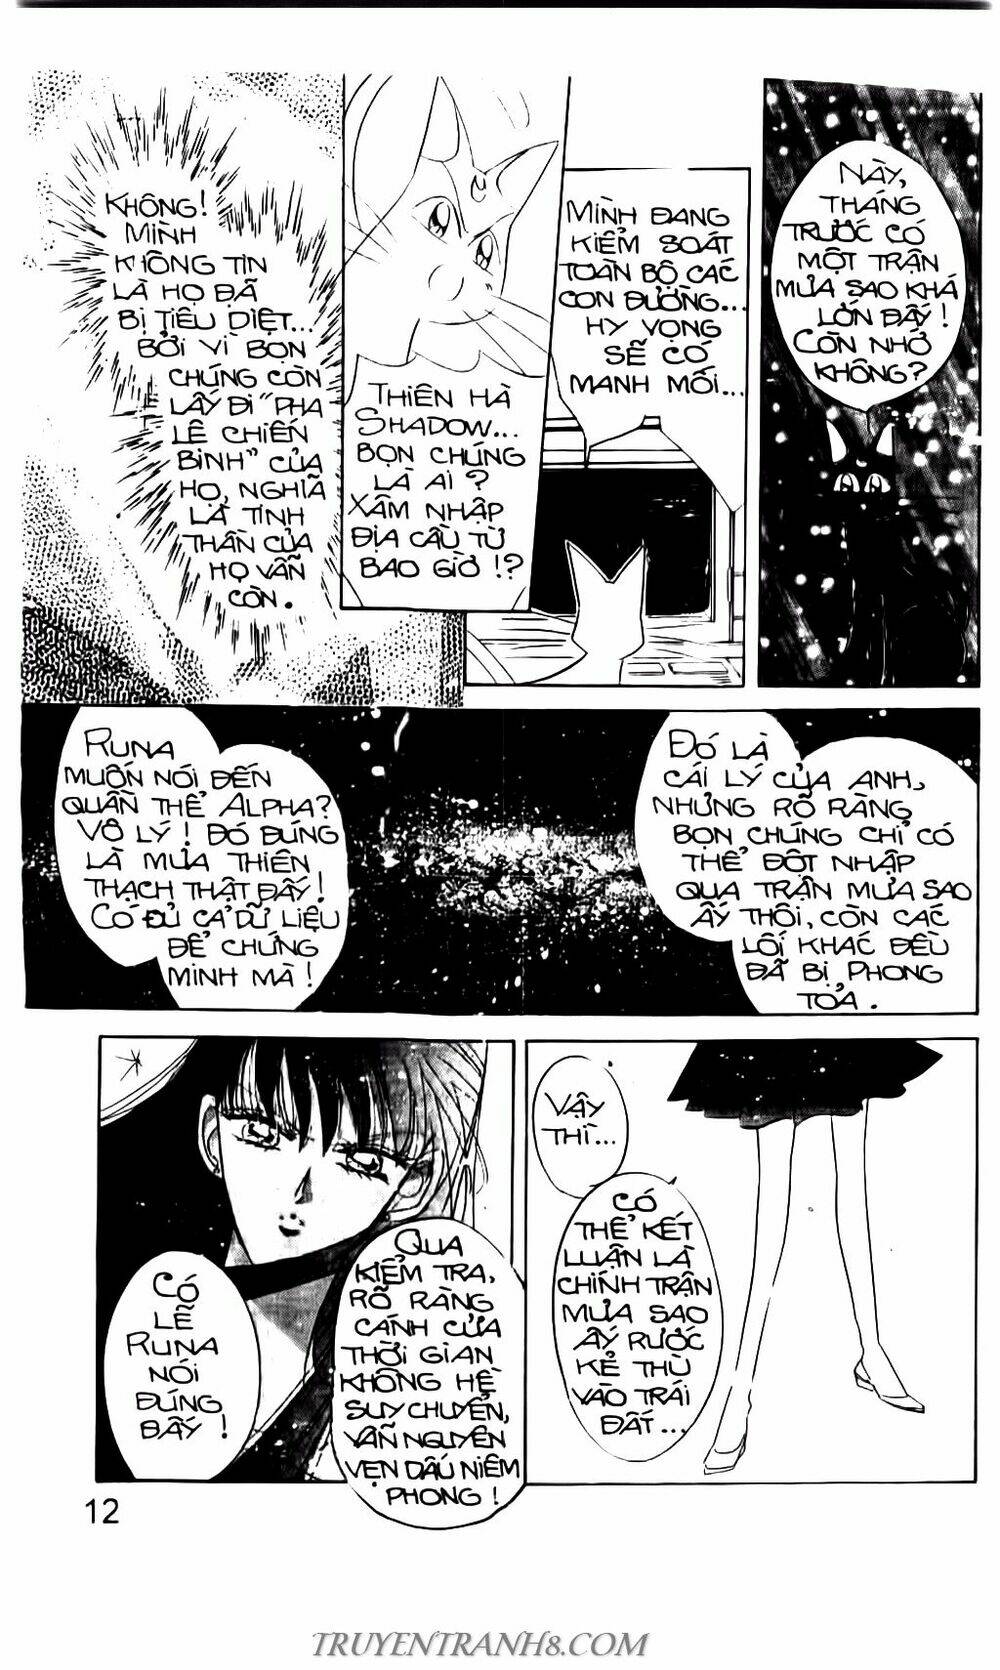 NÀY,
THÁNG
TRƯỚC CÓ
MỘT TRẬN
MƯA SAO KHÁ
LỚN ĐẤY!
CÒN NHỚ
KHÔNG?
MÌNH ĐANG
KIỂM SOÁT
TOÀN BỘ CÁC
CON ĐƯỜNG...
HY VỌNG
SẼ CÓ
MANH MỐI...
THIÊN HÀ
SHADOW...
BỌN CHÚNG
LÀ AI?
XÂM NHẬP
ĐỊA CẦU TỪ
BAO GIỜ!?
KHÔNG!
MÌNH
KHÔNG TIN
LÀ HỌ ĐÃ
BỊ TIÊU DIỆT...
BỞI VÌ BỌN
CHÚNG CÒN
LẤY ĐI "PHA
LÊ CHIẾN
BINH" CỦA
HỌ, NGHĨA
LÀ TINH
THẦN CỦA
HỌ VẪN
CÒN.
ĐÓ LÀ
CÁI LÝ CỦA ANH,
NHƯNG RÕ RÀNG
BỌN CHÚNG CHỈ CÓ
THỂ ĐỘT NHẬP
QUA TRẬN MƯA SAO
ẤY THÔI, CÒN CÁC
LỐI KHÁC ĐỀU
ĐÃ BỊ PHONG
TỎA.
RUNA
MUỐN NÓI ĐẾN
QUẦN THỂ ALPHA?
VÔ LÝ! ĐÓ ĐÚNG
LÀ MƯA THIÊN
THẠCH THẬT ĐẤY!
CÓ ĐỦ CẢ DỮ LIỆU
ĐỂ CHỨNG
MINH MÀ!
VẬY
THÌ...
CÓ
THỂ KẾT
LUẬN LÀ
CHÍNH TRẬN
MƯA SAO
ẤY RƯỚC
KẺ THÙ
VÀO TRÁI
ĐẤT...
QUA
KIỂM TRA,
RÕ RÀNG
CÁNH CỬA
THỜI GIAN
KHÔNG HỀ
SUY CHUYỂN,
VẪN NGUYÊN
VẸN DẤU NIÊM
PHONG!
CÓ
LẼ
RUNA
NÓI
ĐÚNG
ĐẤY!
12
TRUYENTRANH8.COM